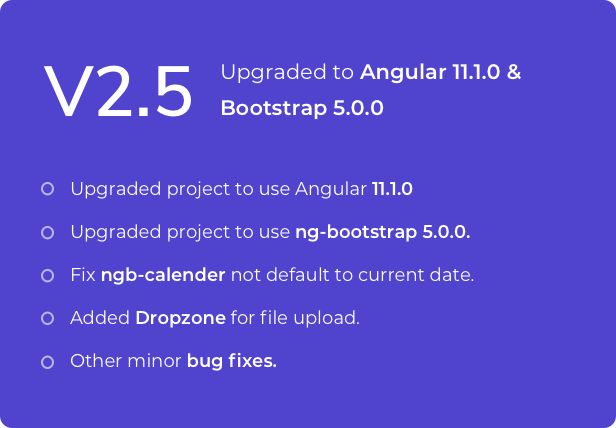 V2.5
Upgraded to Angular 11.1.0 &
Bootstrap 5.0.0
Upgraded project to use Angular 11.1.0
Upgraded project to use ng-bootstrap 5.0.0.
Fix ngb-calender not default to current date.
Added Dropzone for file upload.
Other minor bug fixes.